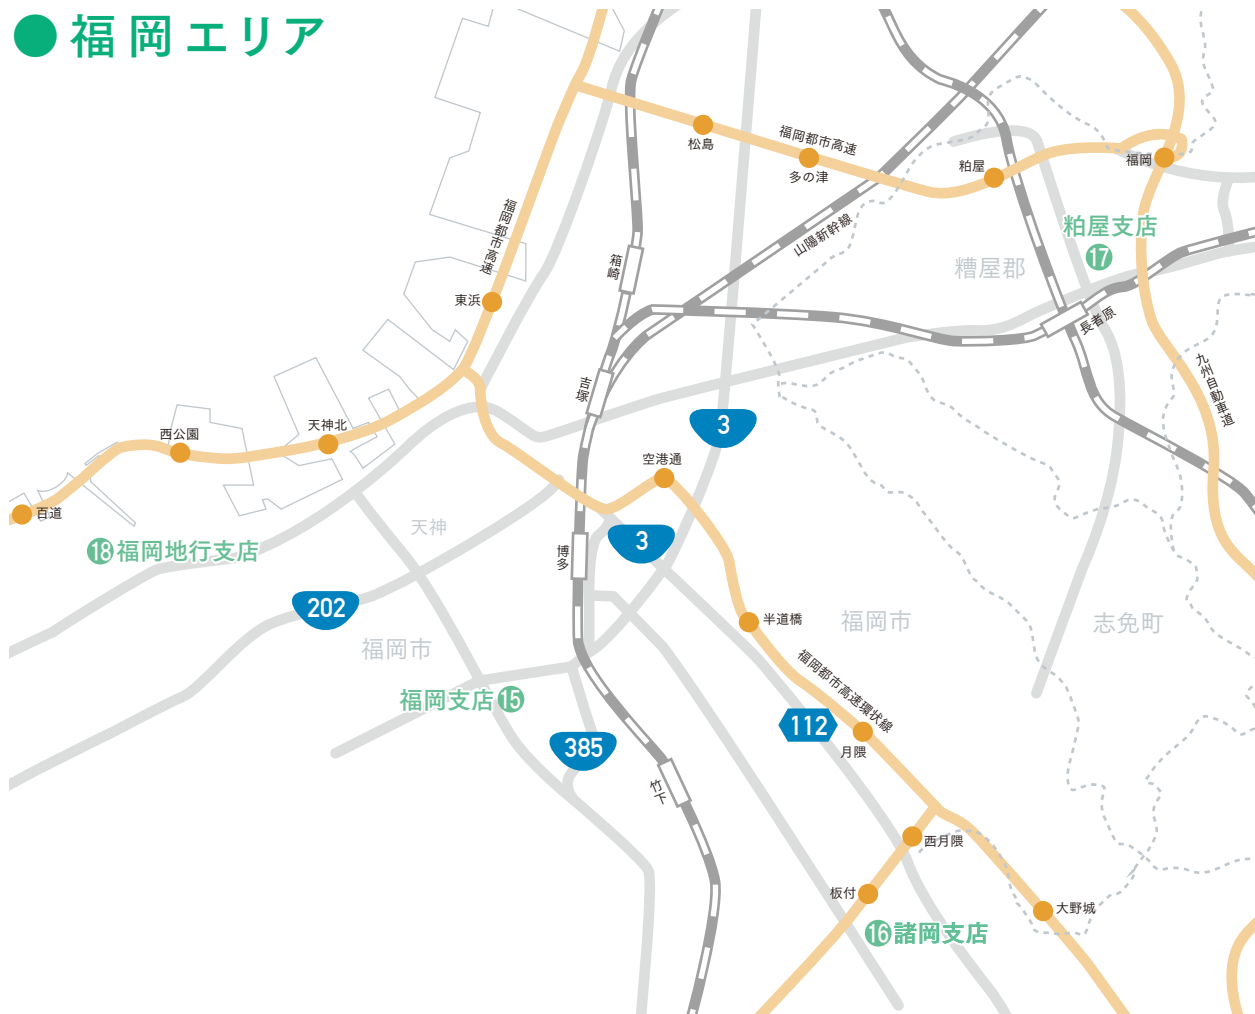 福岡エリア
松島
福岡都市高速
多の津
粕屋
福岡
福岡都市高速
山陽新幹線
粕屋支店
17
糟屋郡
箱崎
東浜
長者原
九州自動車道
吉塚
3
西公園
天神北
空港通
百道
天神
3
18福岡地行支店
博多
202
半道橋
福岡市
志免町
福岡市
福岡都市高速環状線
福岡支店15
112
385
月隈
竹下
西月隈
板付
大野城
16諸岡支店